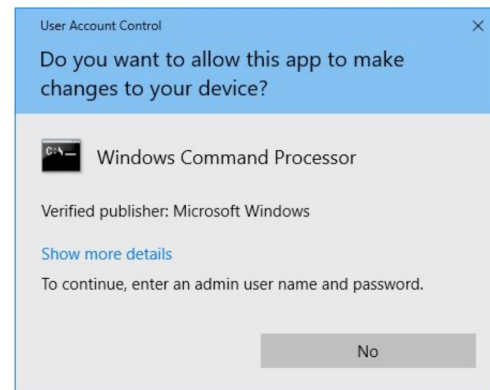 User Account Control
Do you want to allow this app to make
changes to your device?
C:\_
Windows Command Processor
Verified publisher: Microsoft Windows
Show more details
To continue, enter an admin user name and password.
No